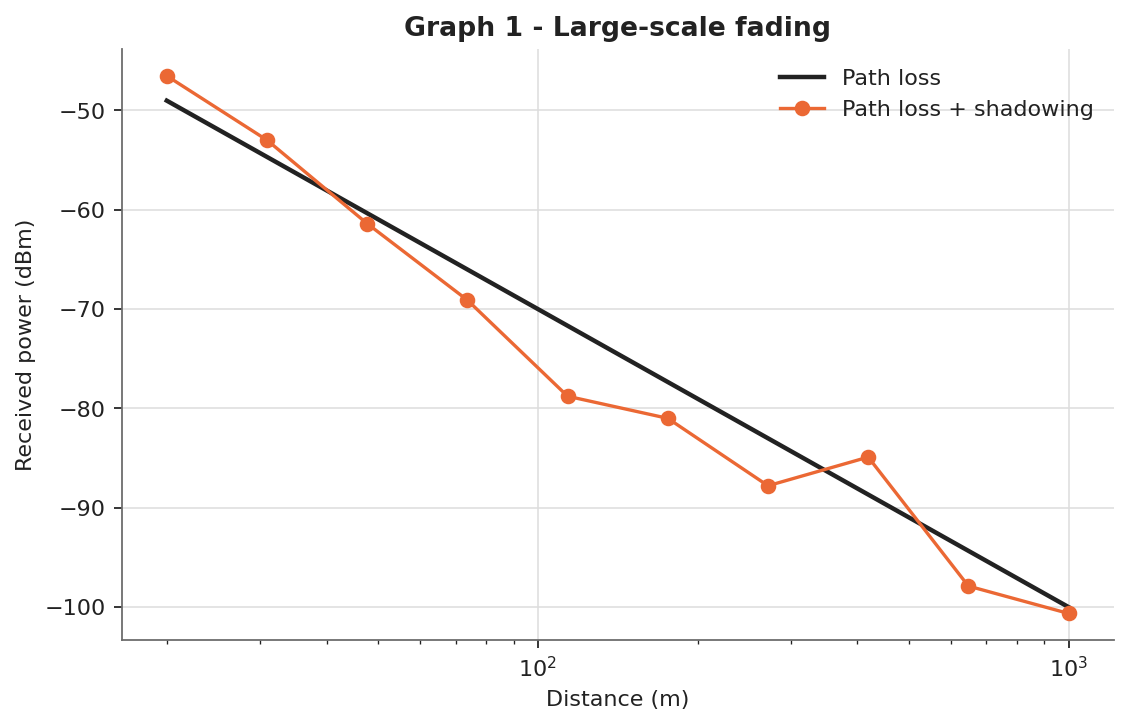 Graph 1 - Large-scale fading
Path loss
Path loss + shadowing
Received power (dBm)
−50
−60
−70
−80
−90
−100
10²
10³
Distance (m)